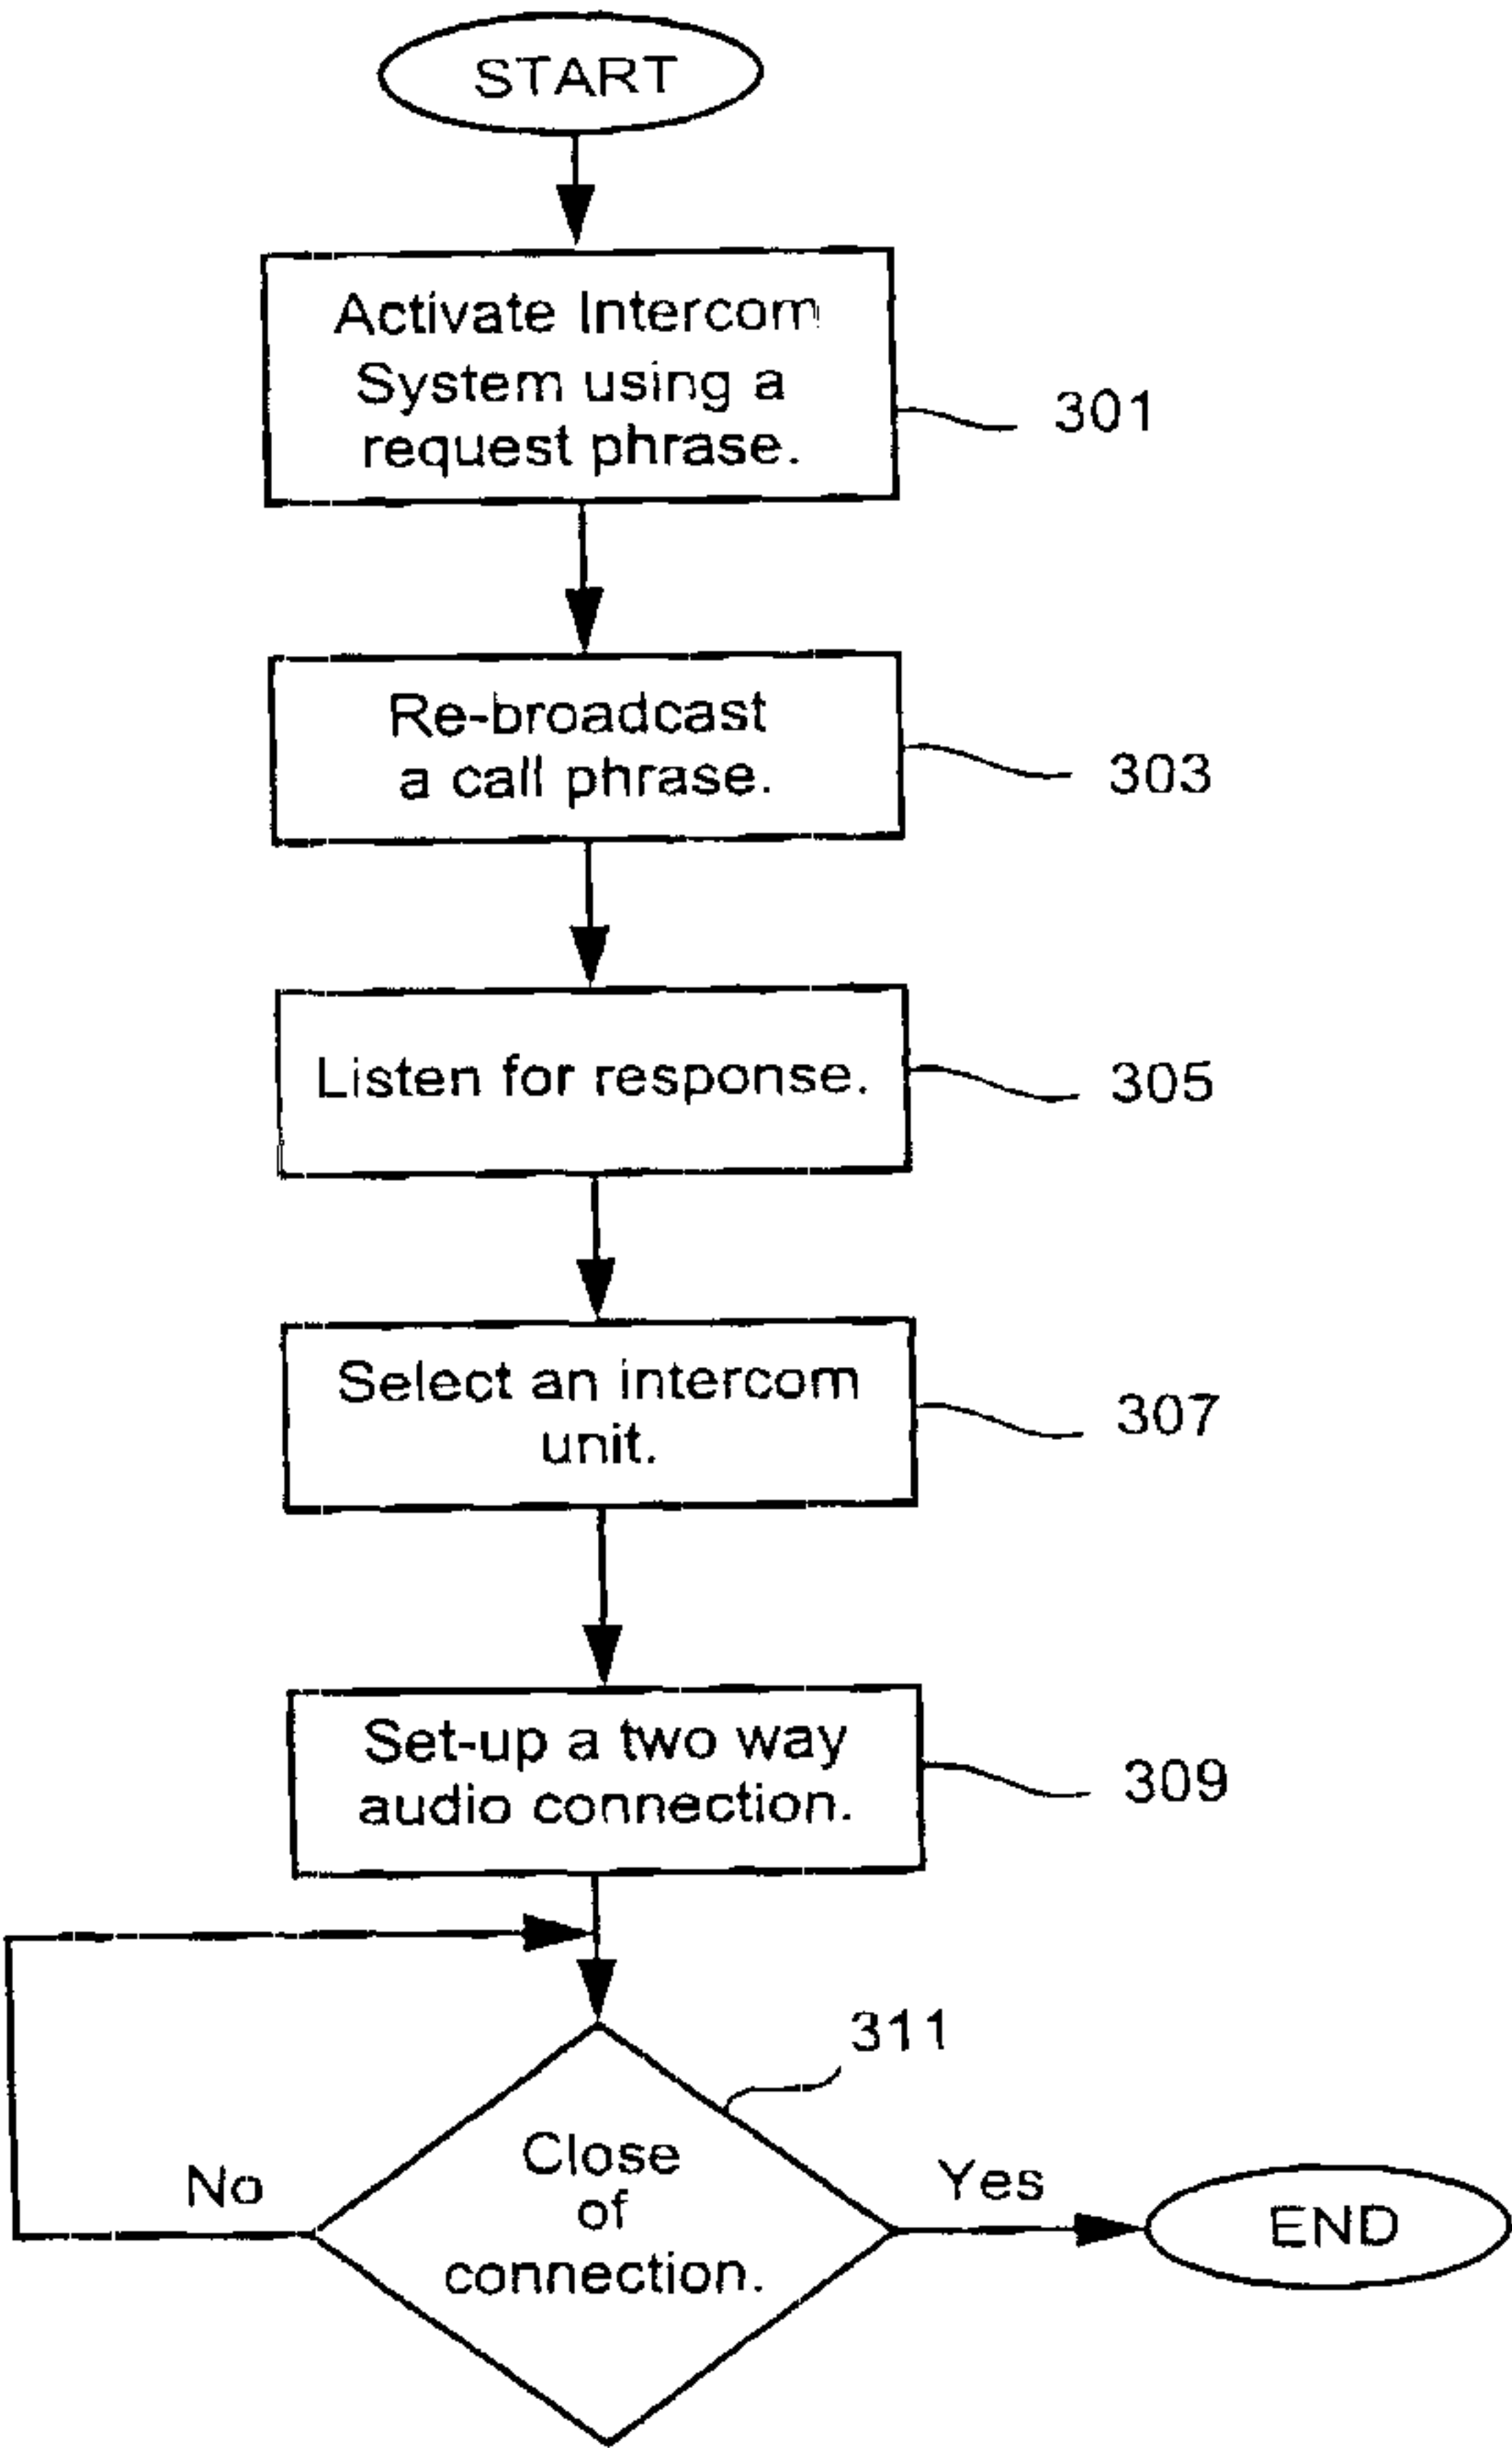 START
Activate Intercom
System using a
request phrase.
301
Re-broadcast
a call phrase.
303
Listen for response.
305
Select an intercom
unit.
307
Set-up a two way
audio connection.
309
311
Close
of
connection.
No
Yes
END